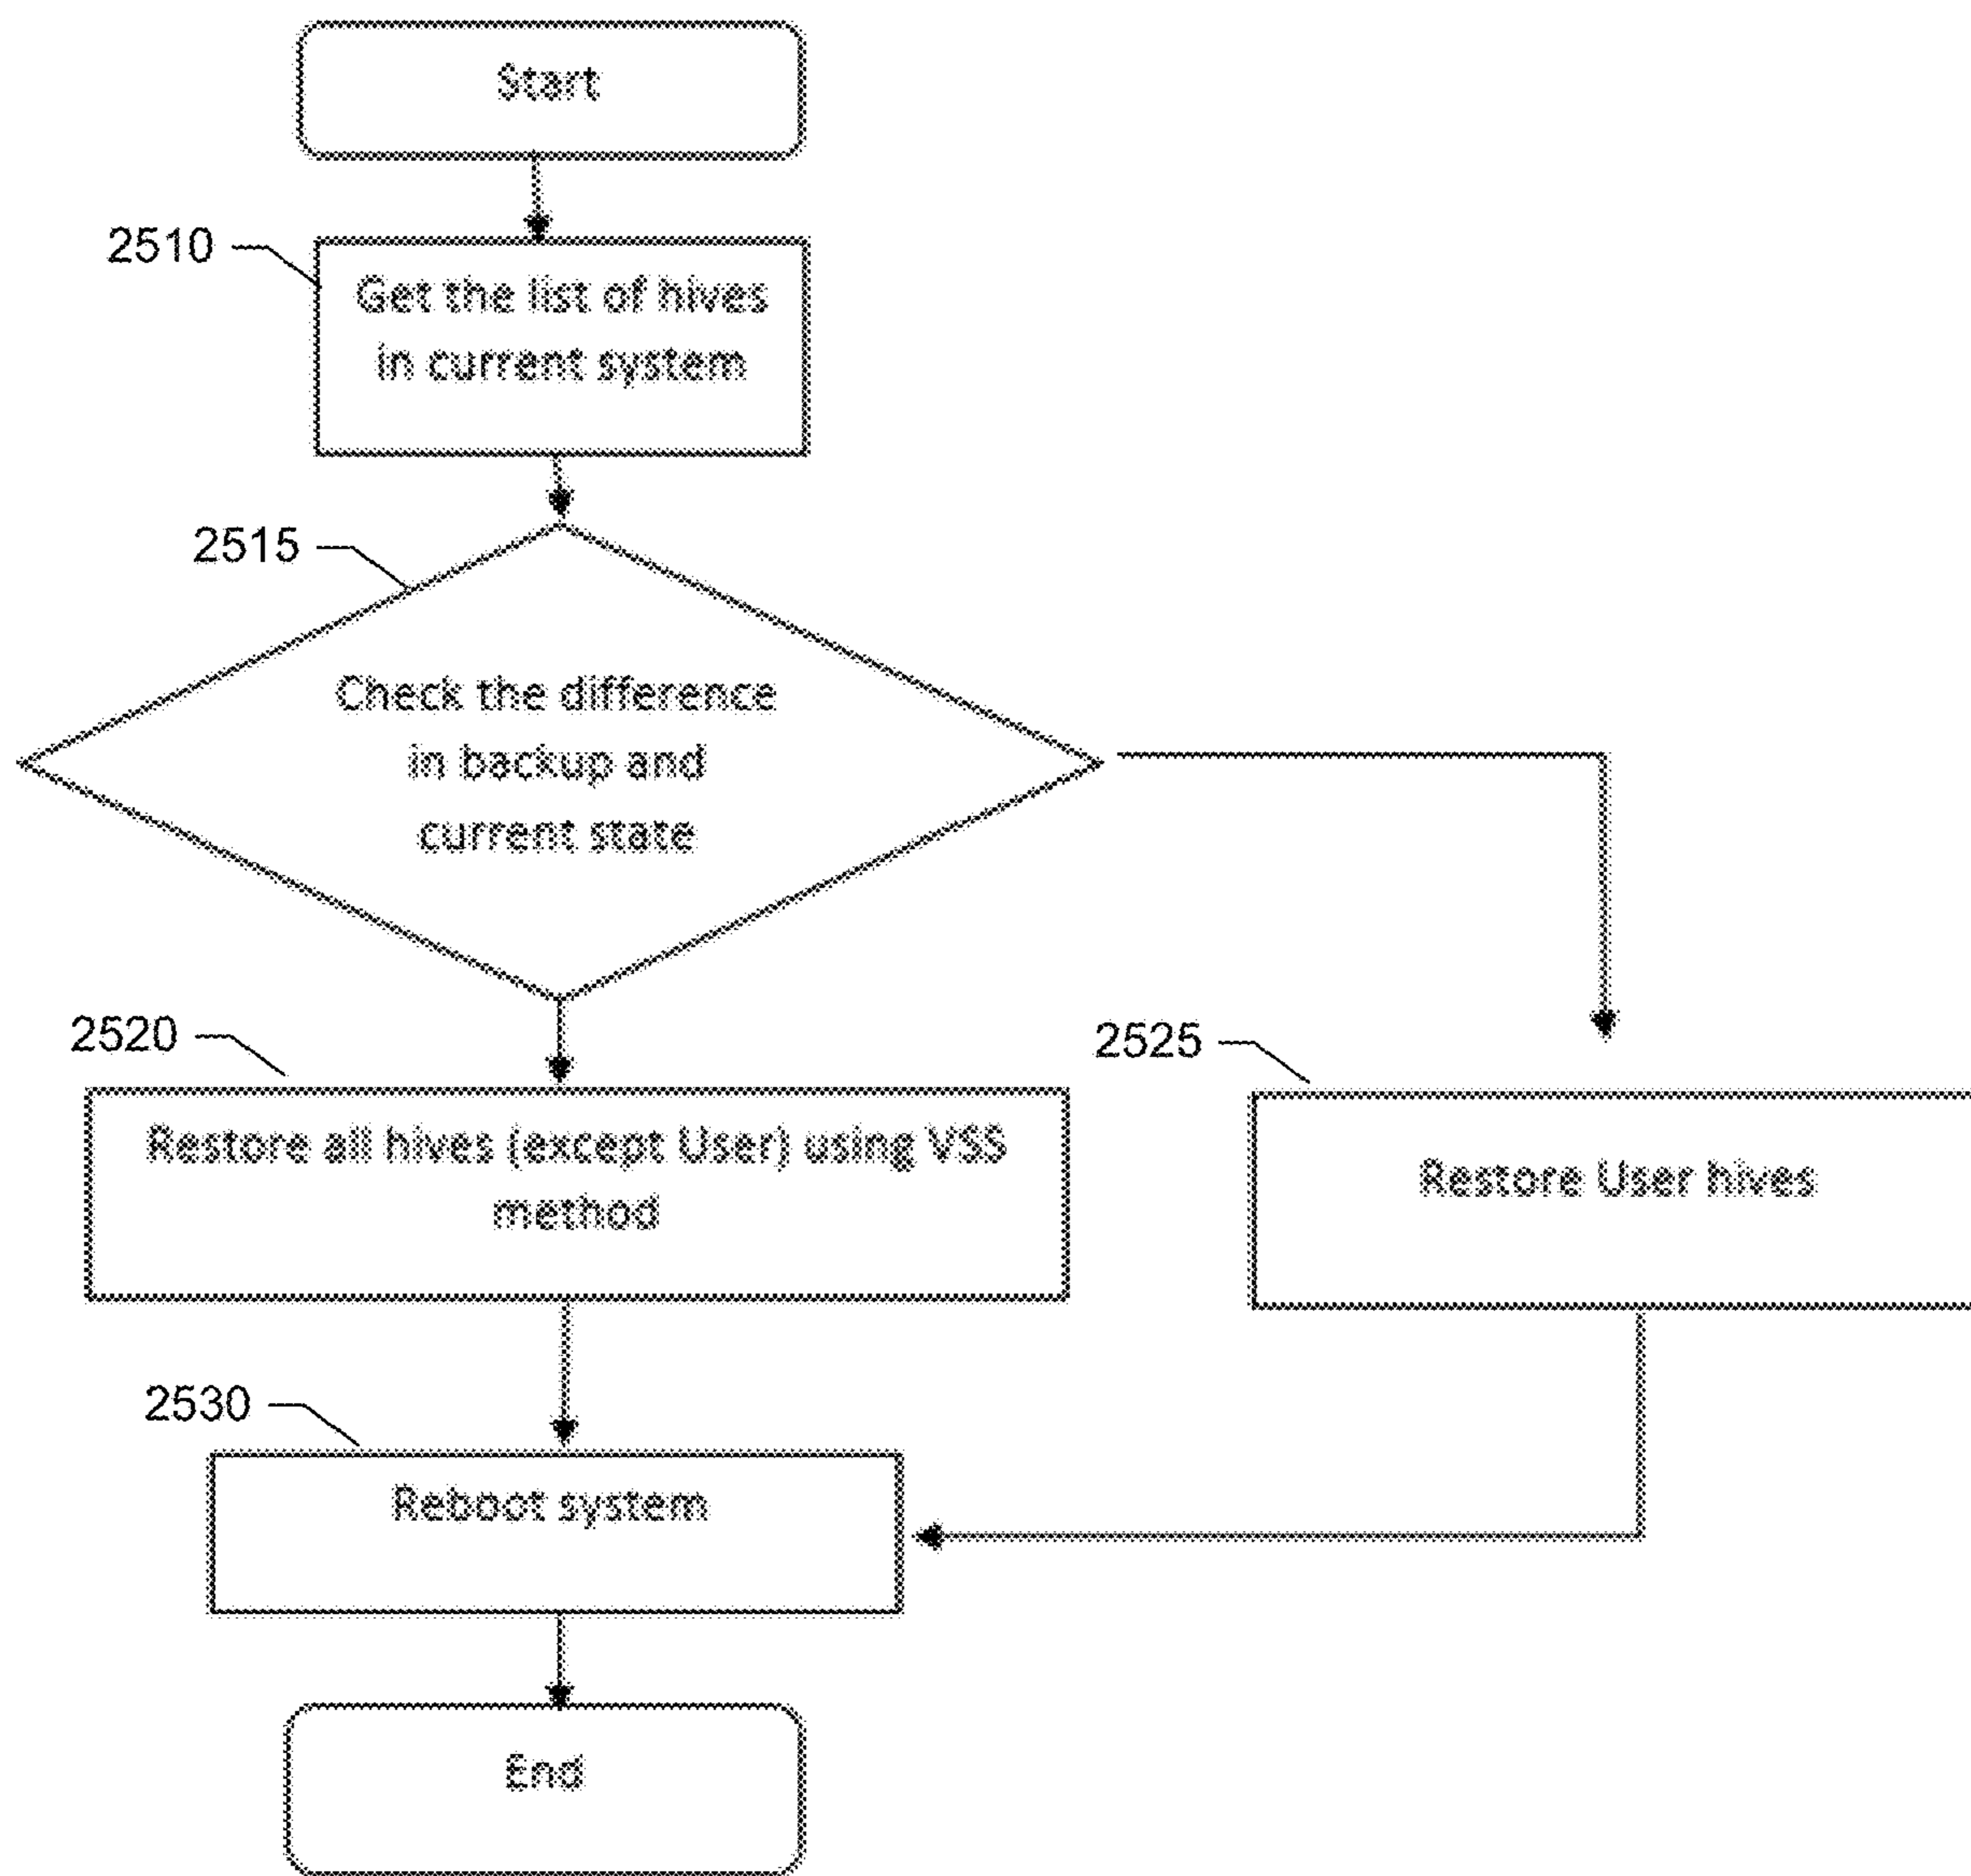 Start
2510
Get the list of hives
in current system
2515
Check the difference
in backup and
current state
2520
Restore all hives (except User) using VSS
method
2525
Restore User hives
2530
Reboot system
End